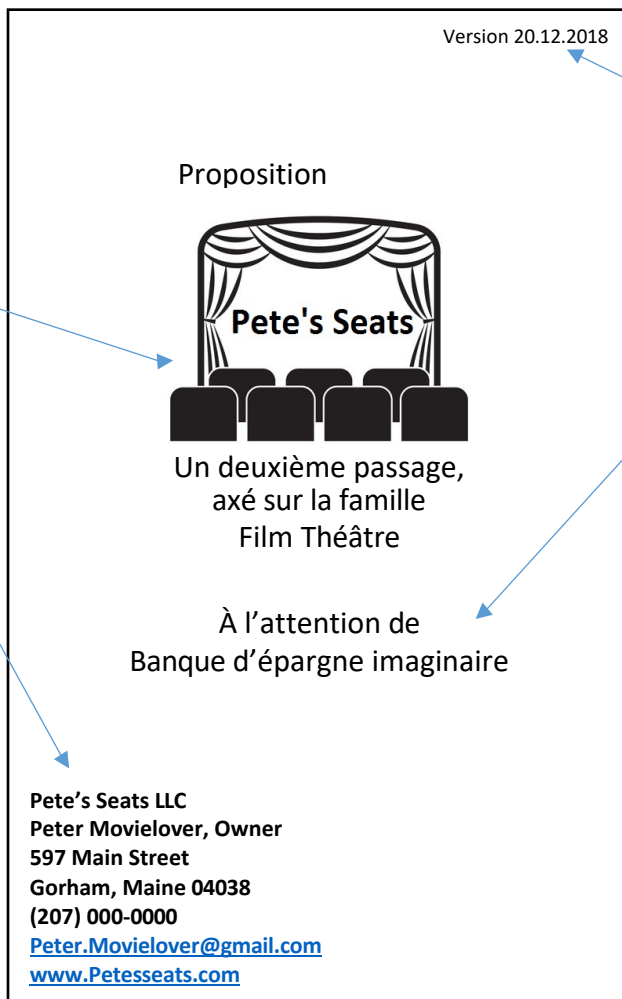 Version 20.12.2018
Proposition
Pete's Seats
Un deuxième passage,
axé sur la famille
Film Théâtre
À l’attention de
Banque d’épargne imaginaire
Pete’s Seats LLC
Peter Movielover, Owner
597 Main Street
Gorham, Maine 04038
(207) 000-0000
Peter.Movielover@gmail.com
www.Petesseats.com